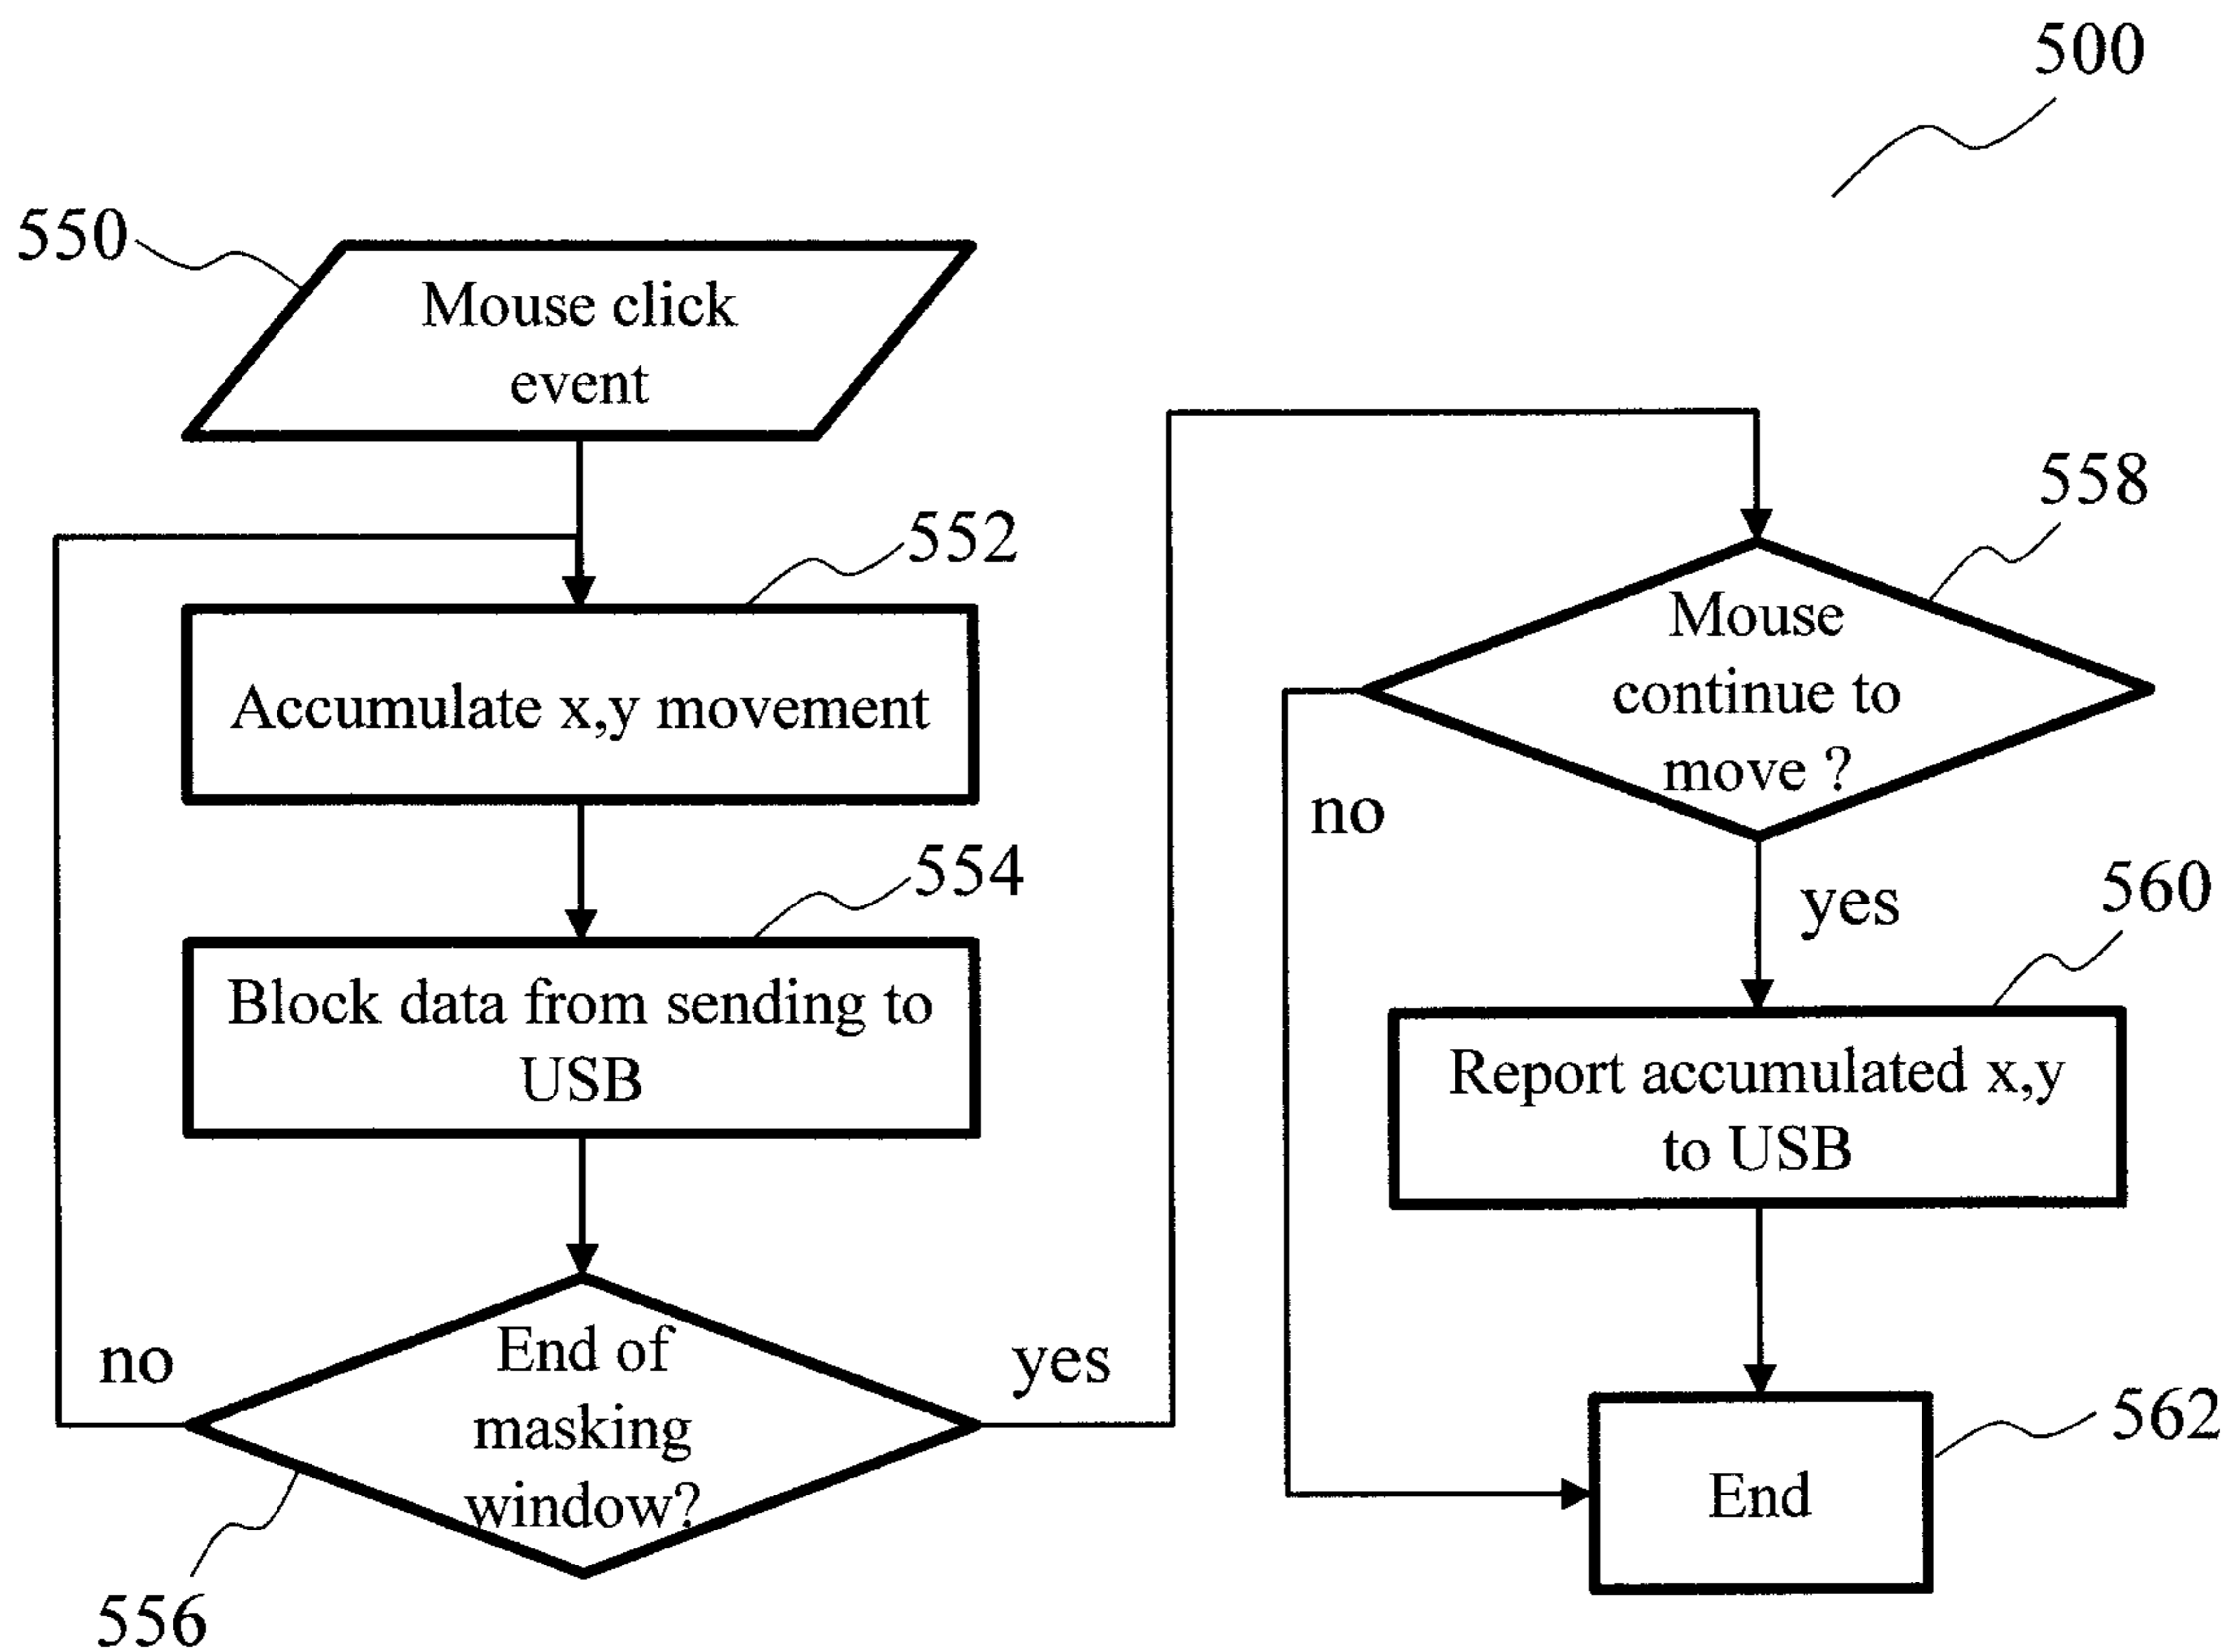 500
550
Mouse click
event
552
Accumulate x,y movement
554
Block data from sending to
USB
no
End of
masking
window?
yes
556
558
Mouse
continue to
move ?
no
yes
560
Report accumulated x,y
to USB
562
End